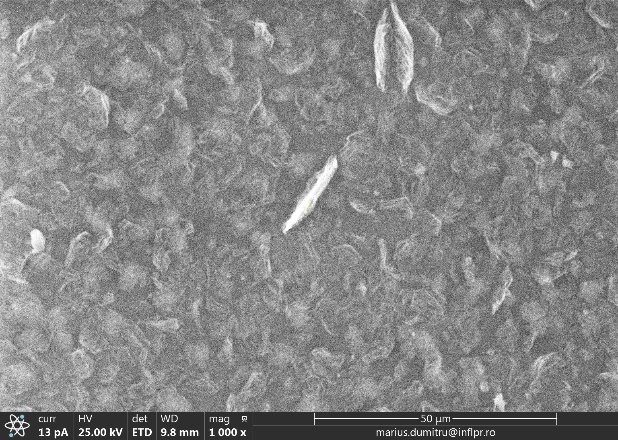 curr HV det WD mag 50 µm
13 pA 25.00 kV ETD 9.8 mm 1 000 x marius.dumitru@inflpr.ro